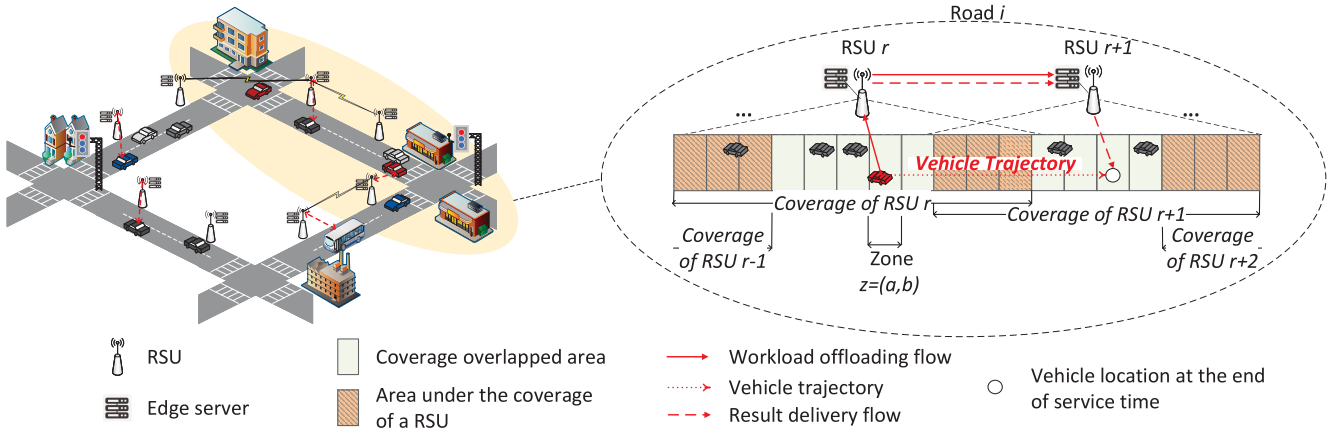 Road i
RSU r
RSU r+1
...
...
Vehicle Trajectory
Coverage of RSU r
Coverage of RSU r+1
Coverage
of RSU r-1
Zone
z=(a,b)
Coverage
of RSU r+2
RSU
Edge server
Coverage overlapped area
Area under the coverage
of a RSU
Workload offloading flow
Vehicle trajectory
Result delivery flow
Vehicle location at the end
of service time